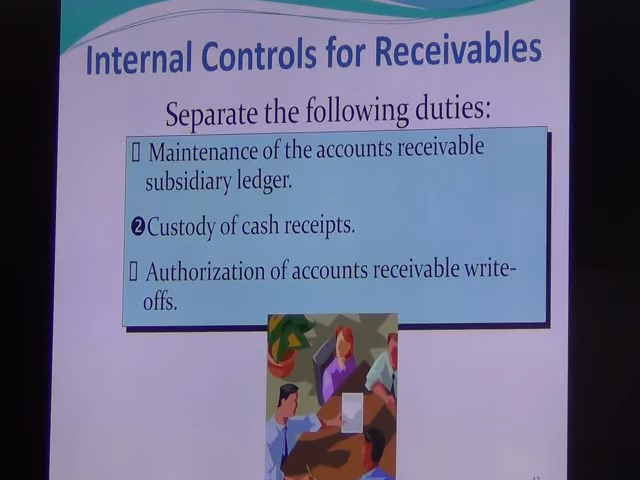 Internal Controls for Receivables
Separate the following duties:
Maintenance of the accounts receivable
subsidiary ledger.
❷Custody of cash receipts.
Authorization of accounts receivable write-
offs.